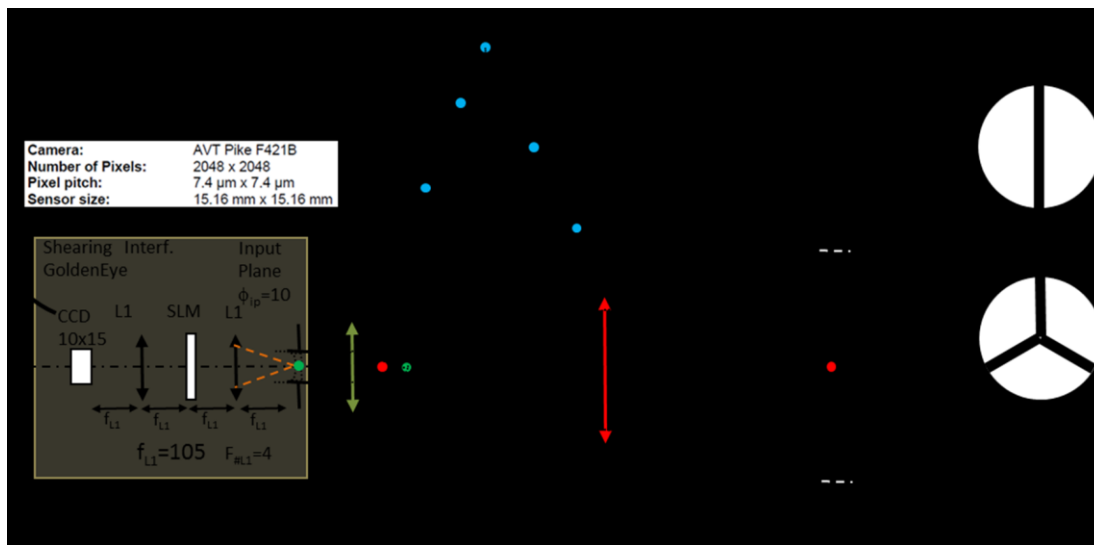 Camera: AVT Pike F421B
Number of Pixels: 2048 x 2048
Pixel pitch: 7.4 µm x 7.4 µm
Sensor size: 15.16 mm x 15.16 mm
Shearing Interf. Input
GoldenEye Plane
ϕip=10
CCD L1 SLM L1
10x15
fL1 fL1 fL1 fL1
fL1=105 F#L1=4